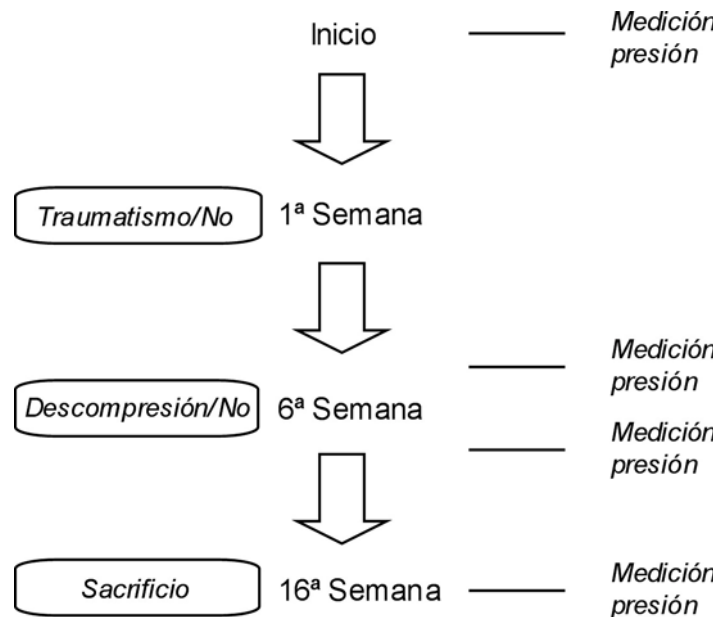 Inicio
Medición
presión
Traumatismo/No
1ª Semana
Medición
presión
Descompresión/No
6ª Semana
Medición
presión
Sacrificio
16ª Semana
Medición
presión